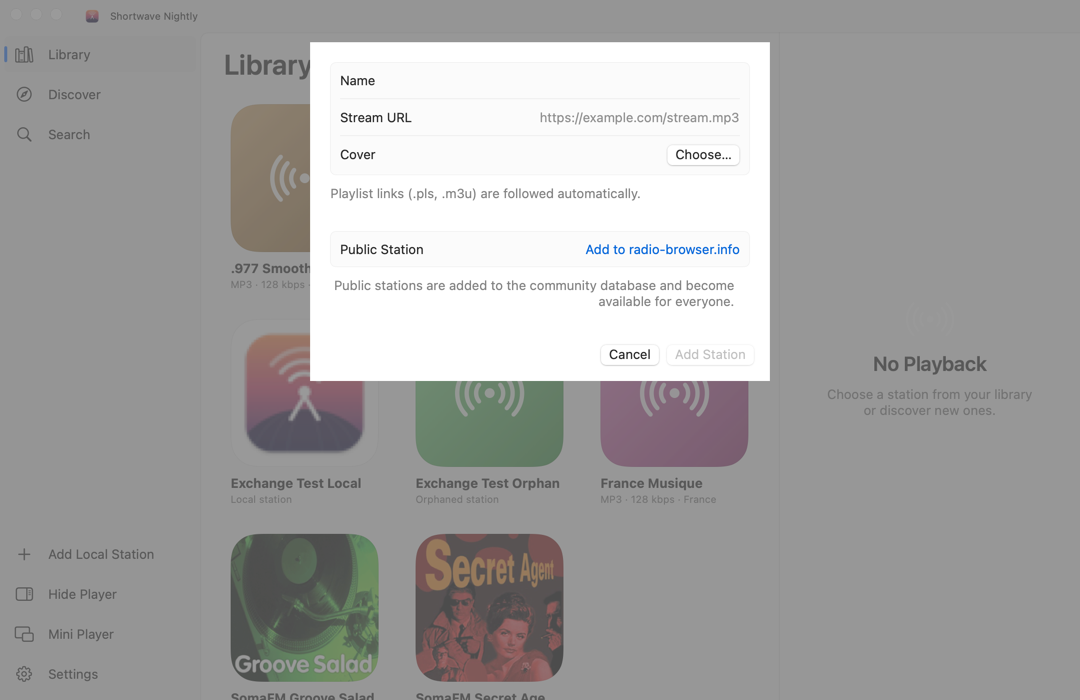 Shortwave Nightly
Library
Discover
Search
Add Local Station
Hide Player
Mini Player
Settings
Library
.977 Smooth
MP3 · 128 kbps ·
Exchange Test Local
Local station
Exchange Test Orphan
Orphaned station
France Musique
MP3 · 128 kbps · France
Groove Salad
SomaFM Groove Salad
Secret Agent
SomaFM Secret Age
Name
Stream URL
https://example.com/stream.mp3
Cover
Choose...
Playlist links (.pls, .m3u) are followed automatically.
Public Station
Add to radio-browser.info
Public stations are added to the community database and become
available for everyone.
Cancel
Add Station
No Playback
Choose a station from your library
or discover new ones.